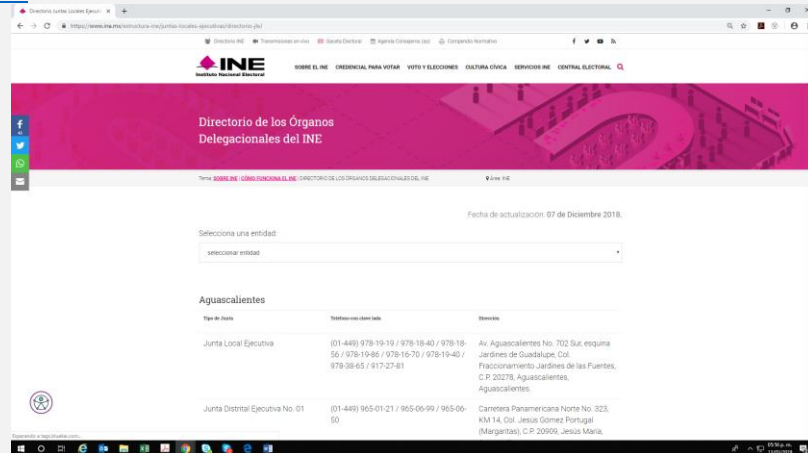 Directorio Juntas Locales Ejecuti
https://www.ine.mx/estructura-ine/juntas-locales-ejecutivas/directorio-jle/
Directorio INE Transmisiones en vivo Gaceta Electoral Agenda Consejeros (as) Compendio Normativo
INE
Instituto Nacional Electoral
SOBRE EL INE CREDENCIAL PARA VOTAR VOTO Y ELECCIONES CULTURA CÍVICA SERVICIOS INE CENTRAL ELECTORAL
Directorio de los Órganos
Delegacionales del INE
Tema: SOBRE INE | CÓMO FUNCIONA EL INE | DIRECTORIO DE LOS ÓRGANOS DELEGACIONALES DEL INE Área: INE
Fecha de actualización: 07 de Diciembre 2018.
Selecciona una entidad:
seleccionar entidad
Aguascalientes
Tipo de Junta Teléfono con clave lada Dirección
Junta Local Ejecutiva (01-449) 978-19-19 / 978-18-40 / 978-18- Av. Aguascalientes No. 702 Sur, esquina
56 / 978-19-86 / 978-16-70 / 978-19-40 / Jardines de Guadalupe, Col.
978-38-65 / 917-27-81 Fraccionamiento Jardines de las Fuentes,
C.P. 20278, Aguascalientes,
Aguascalientes.
Junta Distrital Ejecutiva No. 01 (01-449) 965-01-21 / 965-06-99 / 965-06- Carretera Panamericana Norte No. 323,
50 KM 14, Col. Jesús Gómez Portugal
(Margaritas), C.P. 20909, Jesús María,
05:56 p. m.